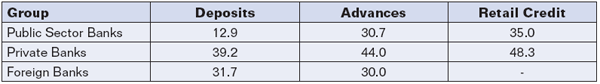 Group Deposits Advances Retail Credit
Public Sector Banks 12.9 30.7 35.0
Private Banks 39.2 44.0 48.3
Foreign Banks 31.7 30.0 -